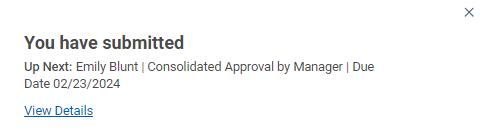 You have submitted
Up Next: Emily Blunt | Consolidated Approval by Manager | Due
Date 02/23/2024
View Details